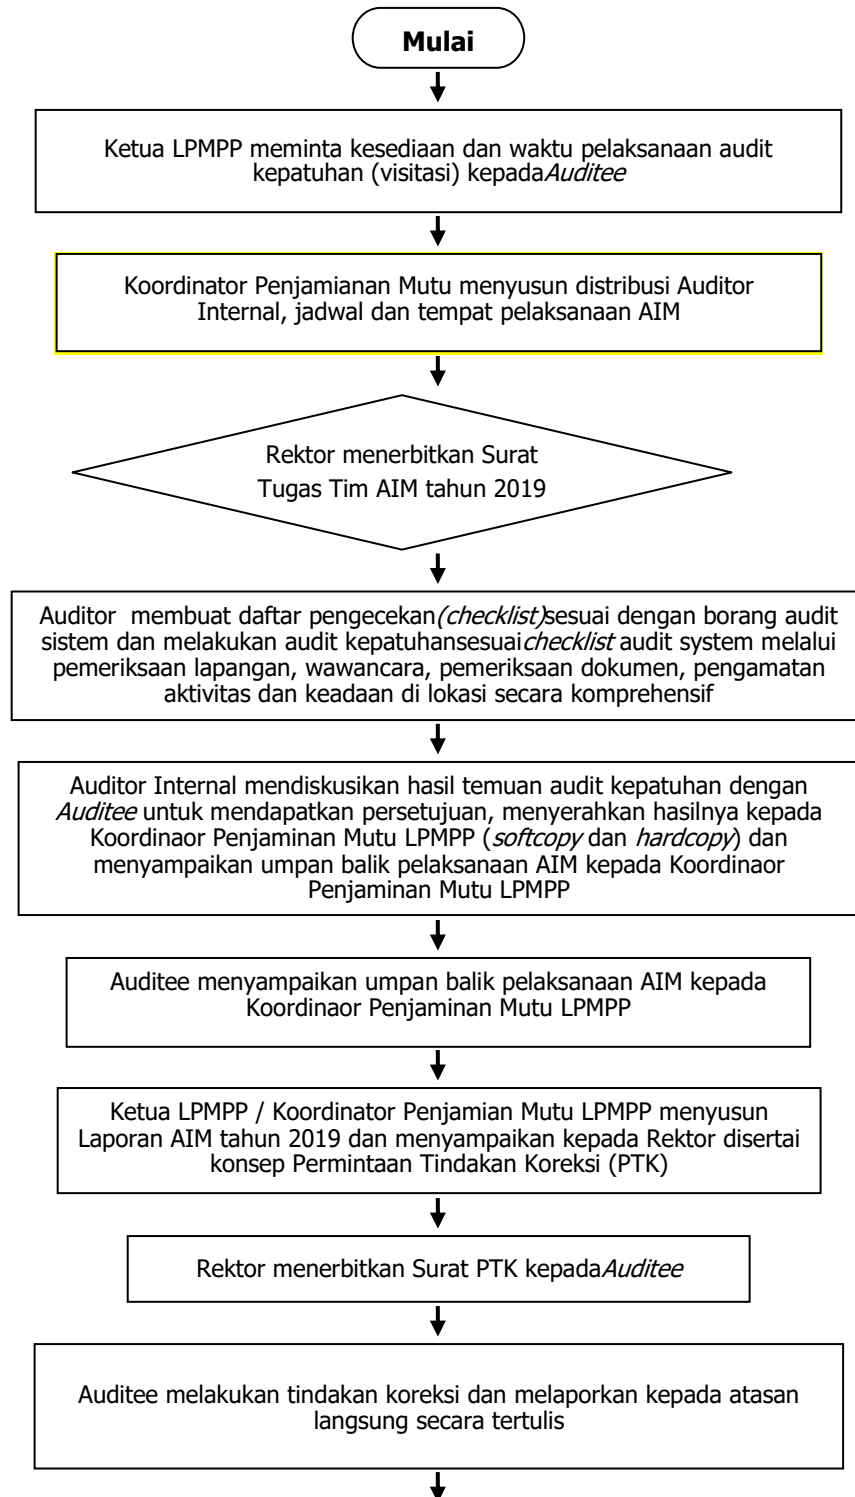 Mulai
Ketua LPMPP meminta kesediaan dan waktu pelaksanaan audit
kepatuhan (visitasi) kepadaAuditee
Koordinator Penjamianan Mutu menyusun distribusi Auditor
Internal, jadwal dan tempat pelaksanaan AIM
Rektor menerbitkan Surat
Tugas Tim AIM tahun 2019
Auditor  membuat daftar pengecekan(checklist)sesuai dengan borang audit
sistem dan melakukan audit kepatuhansesuaichecklist audit system melalui
pemeriksaan lapangan, wawancara, pemeriksaan dokumen, pengamatan
aktivitas dan keadaan di lokasi secara komprehensif
Auditor Internal mendiskusikan hasil temuan audit kepatuhan dengan
Auditee untuk mendapatkan persetujuan, menyerahkan hasilnya kepada
Koordinaor Penjaminan Mutu LPMPP (softcopy dan hardcopy) dan
menyampaikan umpan balik pelaksanaan AIM kepada Koordinaor
Penjaminan Mutu LPMPP
Auditee menyampaikan umpan balik pelaksanaan AIM kepada
Koordinaor Penjaminan Mutu LPMPP
Ketua LPMPP / Koordinator Penjamian Mutu LPMPP menyusun
Laporan AIM tahun 2019 dan menyampaikan kepada Rektor disertai
konsep Permintaan Tindakan Koreksi (PTK)
Rektor menerbitkan Surat PTK kepadaAuditee
Auditee melakukan tindakan koreksi dan melaporkan kepada atasan
langsung secara tertulis